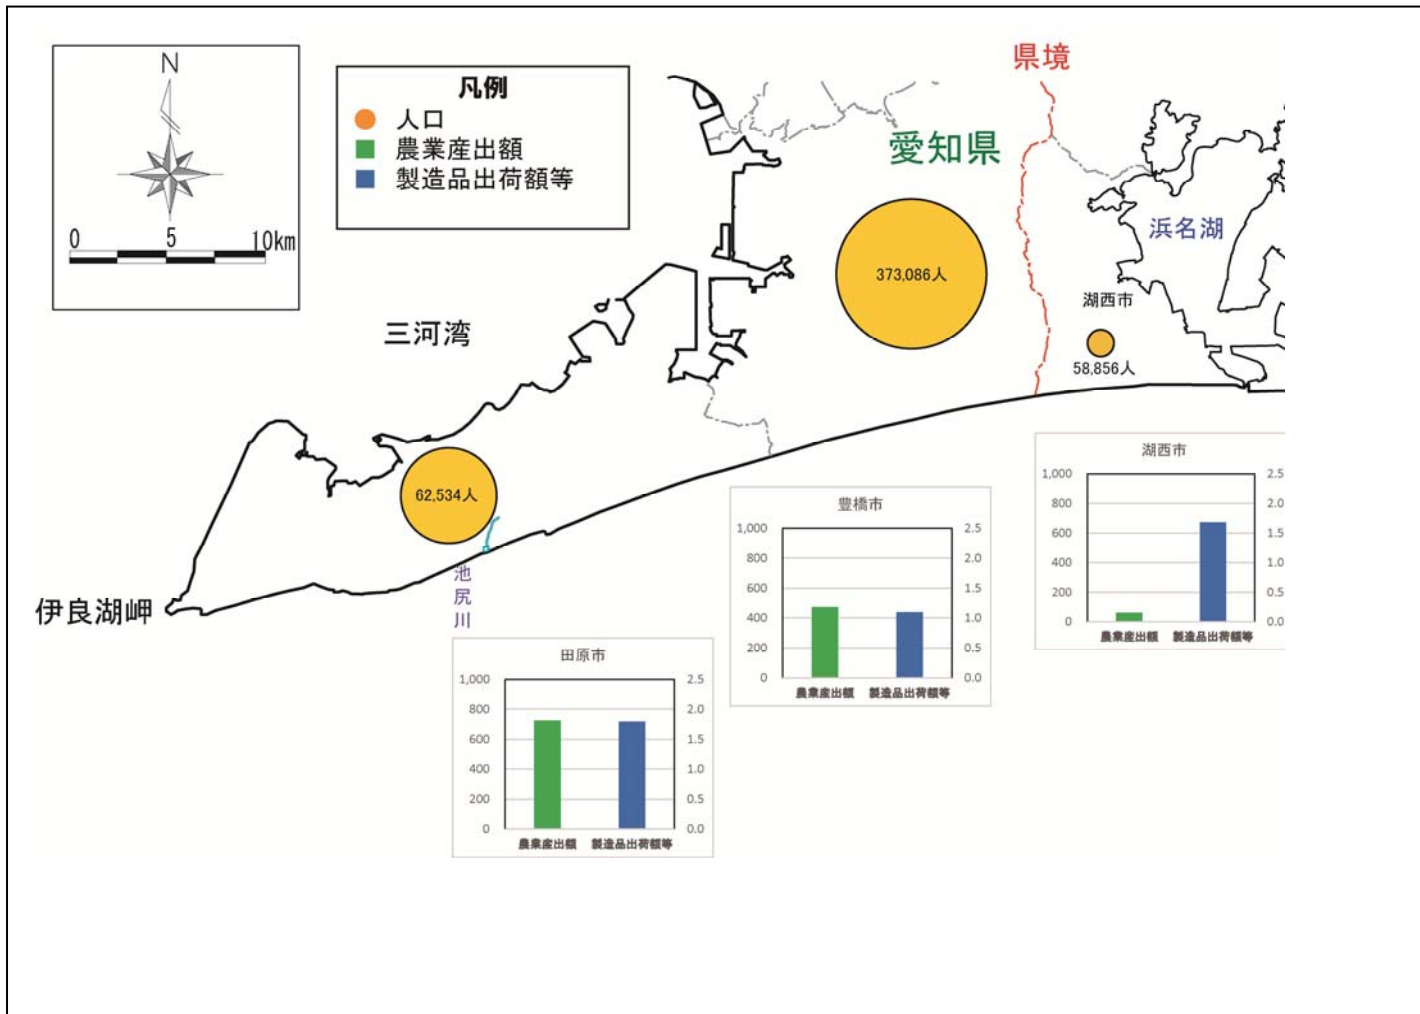 N
0 5 10km
凡例
人口
農業産出額
製造品出荷額等
県境
愛知県
浜名湖
373,086人
湖西市
58,856人
三河湾
62,534人
池尻川
伊良湖岬
湖西市
1,000 2.5
800 2.0
600 1.5
400 1.0
200 0.5
0 0.0
農業産出額 製造品出荷額等
豊橋市
1,000 2.5
800 2.0
600 1.5
400 1.0
200 0.5
0 0.0
農業産出額 製造品出荷額等
田原市
1,000 2.5
800 2.0
600 1.5
400 1.0
200 0.5
0 0.0
農業産出額 製造品出荷額等